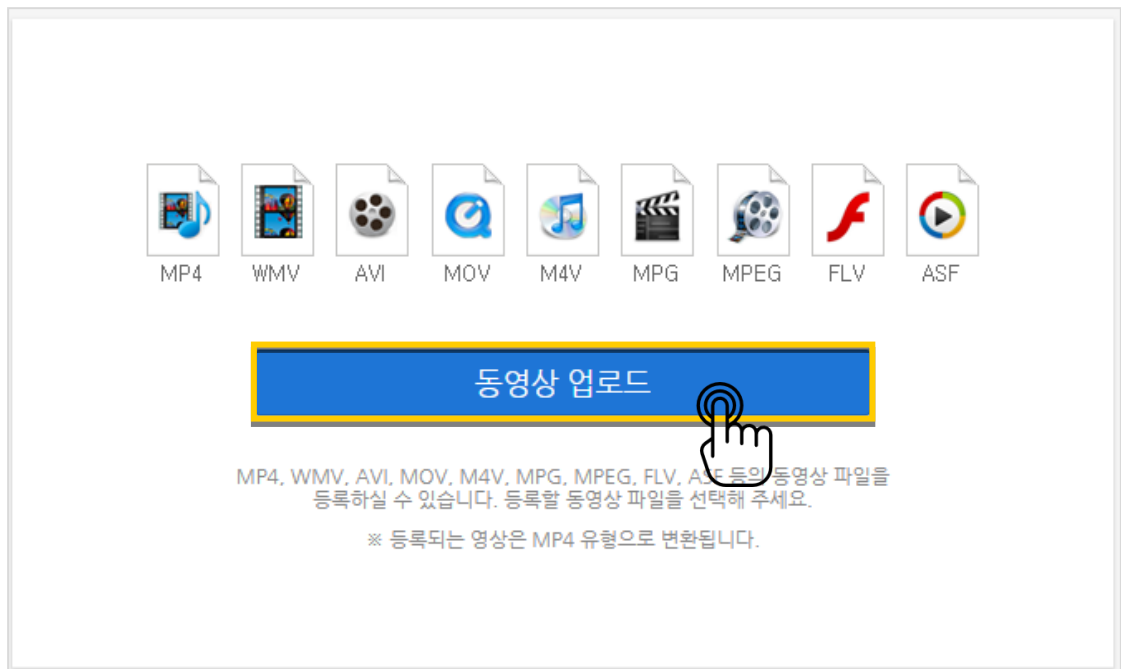 MP4 WMV AVI MOV M4V MPG MPEG FLV ASF
동영상 업로드
MP4, WMV, AVI, MOV, M4V, MPG, MPEG, FLV, ASF 등의 동영상 파일을
등록하실 수 있습니다. 등록할 동영상 파일을 선택해 주세요.
※ 등록되는 영상은 MP4 유형으로 변환됩니다.